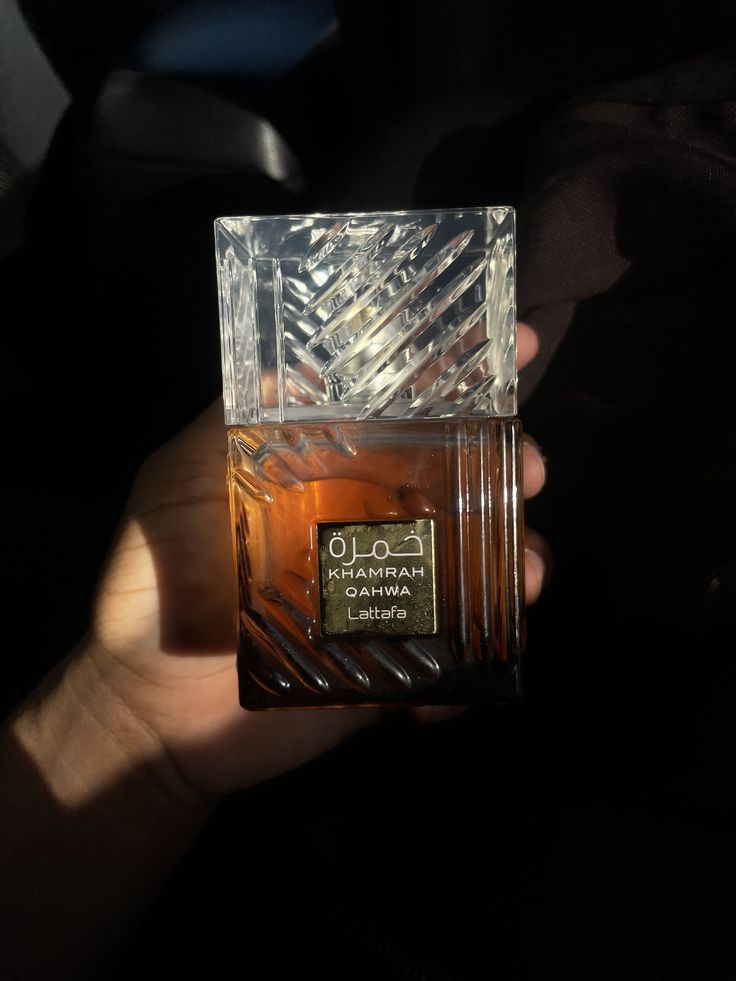 خمرة
KHAMRAH
QAHWA
Lattafa